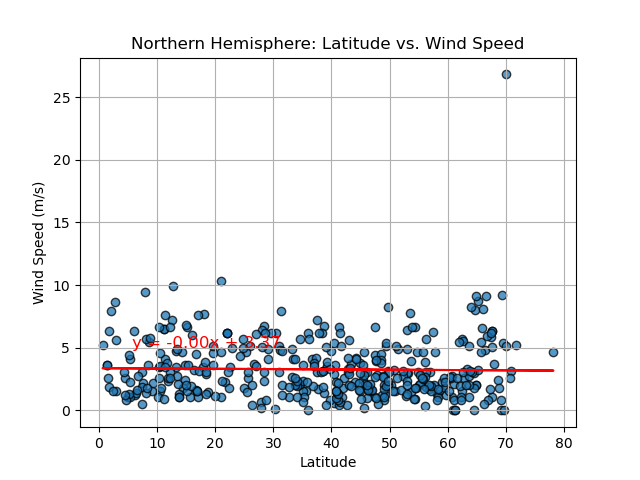 Northern Hemisphere: Latitude vs. Wind Speed
Wind Speed (m/s)
25
20
15
10
5
0
y = -0.00x + 3.37
0 10 20 30 40 50 60 70 80
Latitude